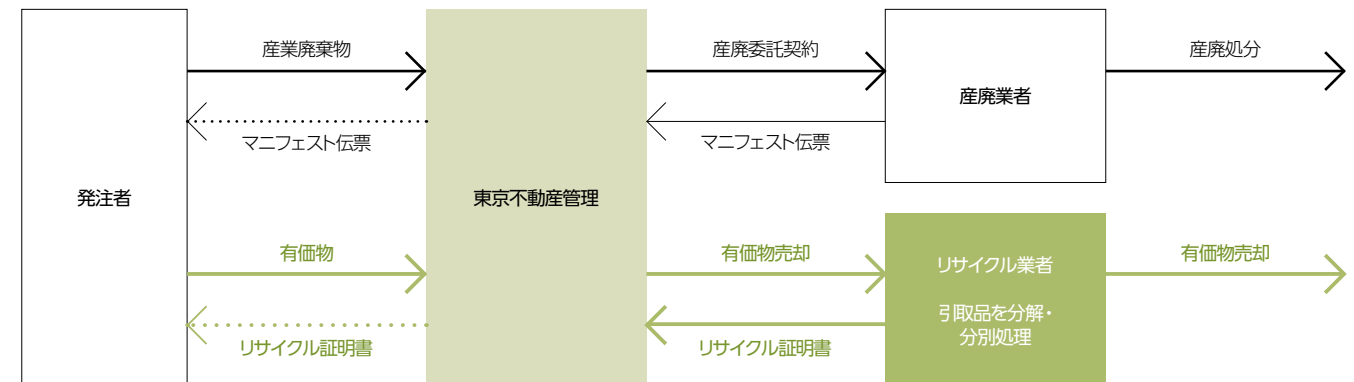 産業廃棄物
産廃委託契約
産廃処分
産廃業者
マニフェスト伝票
マニフェスト伝票
発注者
東京不動産管理
有価物
有価物売却
リサイクル業者
有価物売却
引取品を分解・
分別処理
リサイクル証明書
リサイクル証明書